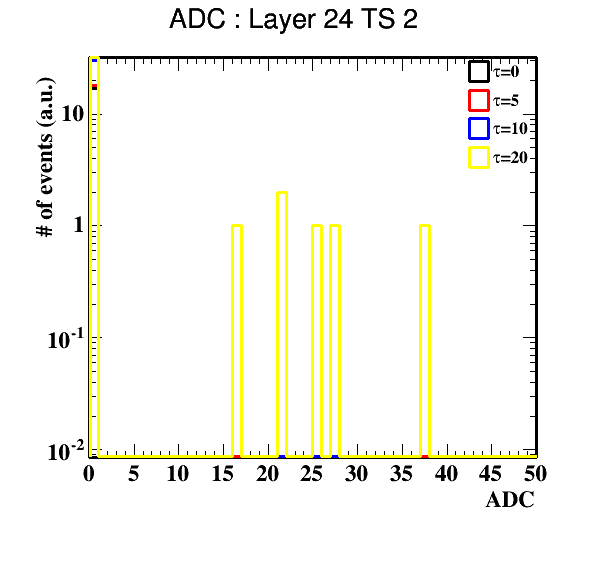 ADC : Layer 24 TS 2
# of events (a.u.)
10
1
10^-1
10^-2
τ=0
τ=5
τ=10
τ=20
0 5 10 15 20 25 30 35 40 45 50
ADC